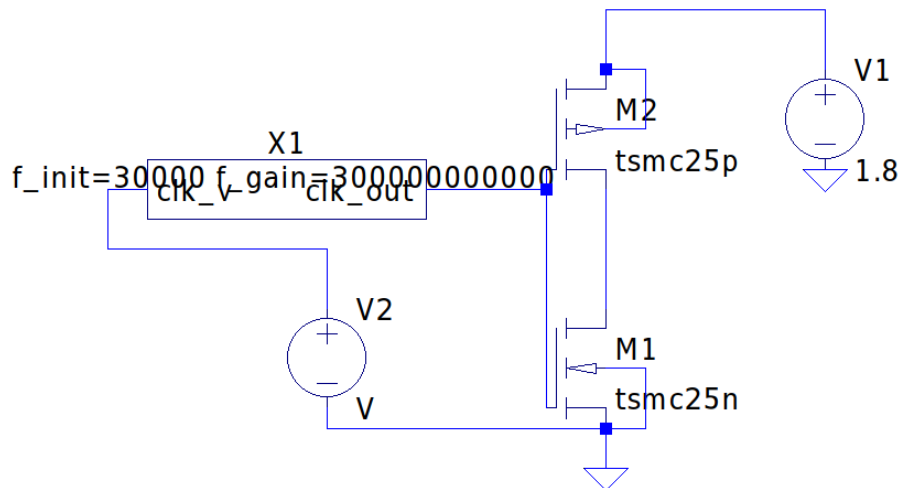 V1
M2
X1
tsmc25p
f_init=30000 f_gain=300000000000
1.8
clk_v
clk_out
V2
M1
V
tsmc25n